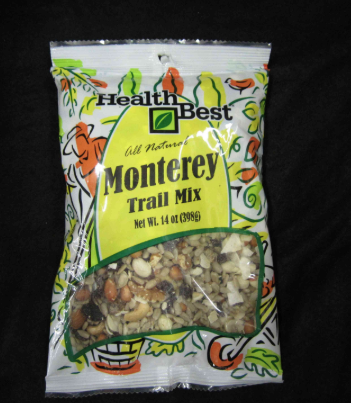 Health
Best
All Natural
Monterey
Trail Mix
Net Wt. 14 oz (398g)